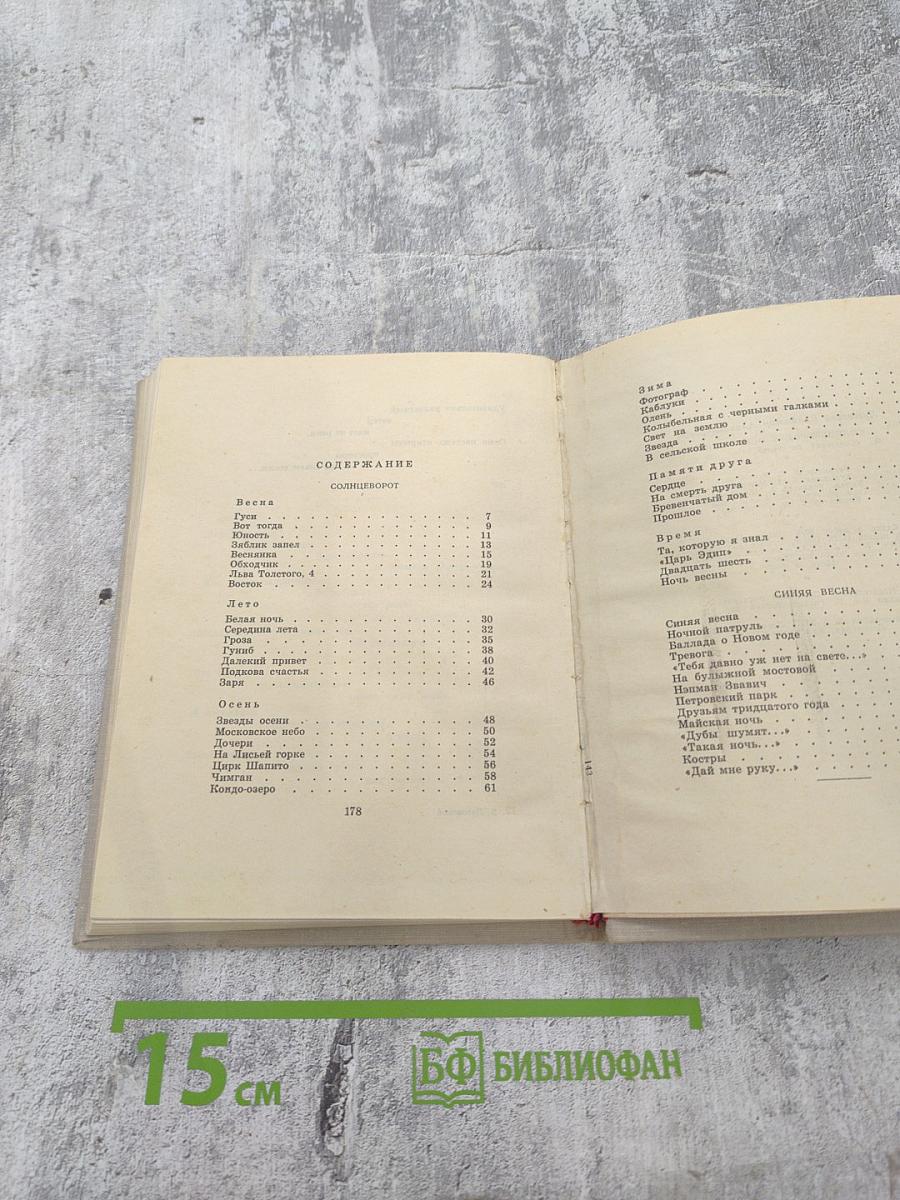 СОДЕРЖАНИЕ
СОЛНЦЕВОРОТ
Весна
Гуси . . . . . . . . . . . . . . . 7
Вот тогда . . . . . . . . . . . . . 9
Юность . . . . . . . . . . . . . . 11
Зяблик запел . . . . . . . . . . . 13
Веснянка . . . . . . . . . . . . . 15
Обходчик . . . . . . . . . . . . . 19
Льва Толстого, 4 . . . . . . . . . . 21
Восток . . . . . . . . . . . . . . 24
Лето
Белая ночь . . . . . . . . . . . . 30
Середина лета . . . . . . . . . . . 32
Гроза . . . . . . . . . . . . . . 35
Гуниб . . . . . . . . . . . . . . 38
Далекий привет . . . . . . . . . . 40
Подкова счастья . . . . . . . . . . 42
Заря . . . . . . . . . . . . . . . 46
Осень
Звезды осени . . . . . . . . . . . 48
Московское небо . . . . . . . . . . 50
Дочери . . . . . . . . . . . . . . 52
На Лисьей горке . . . . . . . . . . 54
Цирк Шапито . . . . . . . . . . . 56
Чимган . . . . . . . . . . . . . . 58
Кондо-озеро . . . . . . . . . . . . 61
178
Зима
Фотограф . . . . . . . . . .
Каблуки . . . . . . . . . .
Олень . . . . . . . . . . .
Колыбельная с черными галками . . . .
Свет на землю . . . . . . . .
Звезда . . . . . . . . . . .
В сельской школе . . . . . . .
Памяти друга
Сердце . . . . . . . . . . .
На смерть друга . . . . . . . .
Бревенчатый дом . . . . . . . .
Прошлое . . . . . . . . . .
Время
Та, которую я знал . . . . . . .
«Царь Эдип» . . . . . . . . .
Двадцать шесть . . . . . . . .
Ночь весны . . . . . . . . .
СИНЯЯ ВЕСНА
Синяя весна . . . . . . . . .
Ночной патруль . . . . . . . .
Баллада о Новом годе . . . . . .
Тревога . . . . . . . . . . .
«Тебя давно уж нет на свете...» . . .
На булыжной мостовой . . . . . .
Нэпман Звавич . . . . . . . .
Петровский парк . . . . . . . .
Друзьям тридцатого года . . . . .
Майская ночь . . . . . . . . .
«Дубы шумят...» . . . . . . . .
«Такая ночь...» . . . . . . . .
Костры . . . . . . . . . . .
«Дай мне руку...» . . . . . . .
143
15 см
БФ БИБЛИОФАН